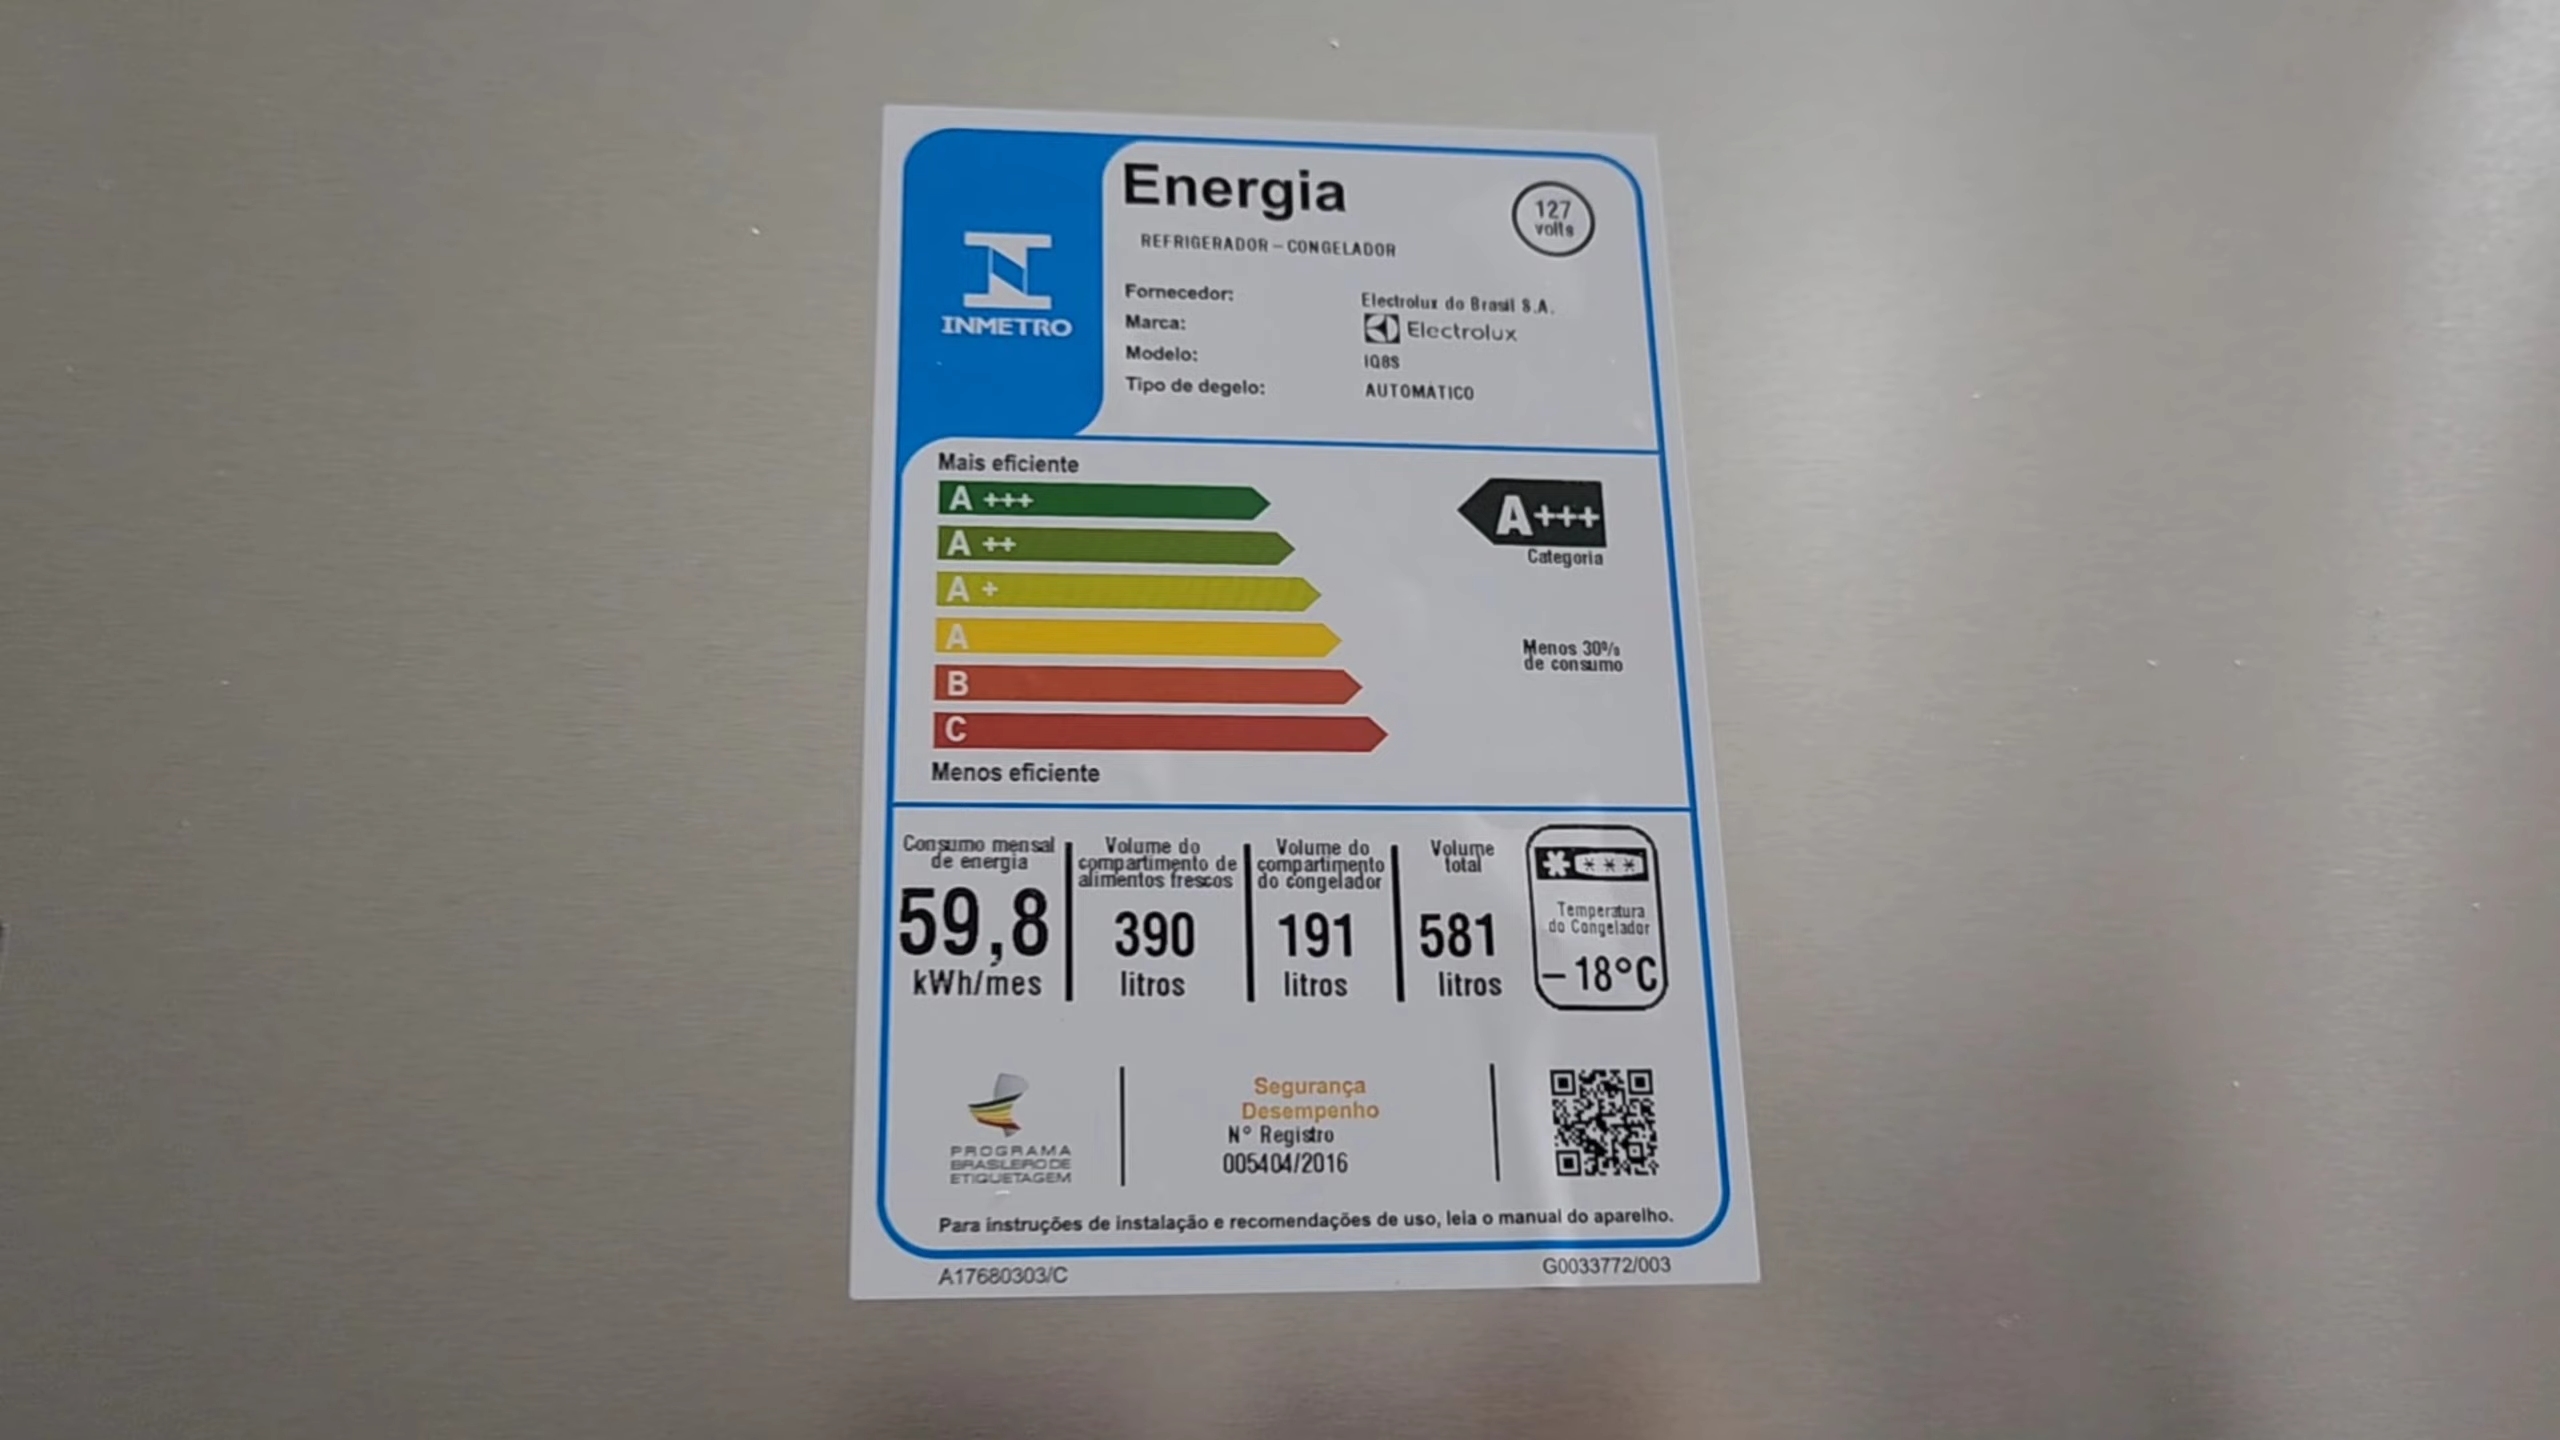 Energia
127
volts
REFRIGERADOR – CONGELADOR
Fornecedor: Electrolux do Brasil S.A.
Marca: Electrolux
Modelo: IQ8S
Tipo de degelo: AUTOMÁTICO
INMETRO
Mais eficiente
A +++
A+++
Categoria
A ++
A +
A
Menos 30%
de consumo
B
C
Menos eficiente
Consumo mensal
de energia
59,8
kWh/mes
Volume do
compartimento de
alimentos frescos
390
litros
Volume do
compartimento
do congelador
191
litros
Volume
total
581
litros
Temperatura
do Congelador
– 18°C
PROGRAMA
BRASILEIRO DE
ETIQUETAGEM
Segurança
Desempenho
N° Registro
005404/2016
Para instruções de instalação e recomendações de uso, leia o manual do aparelho.
A17680303/C
G0033772/003